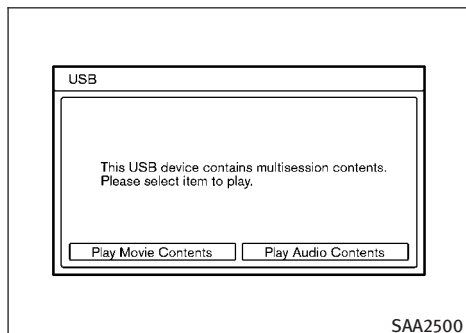 USB
This USB device contains multisession contents.
Please select item to play.
Play Movie Contents Play Audio Contents
SAA2500